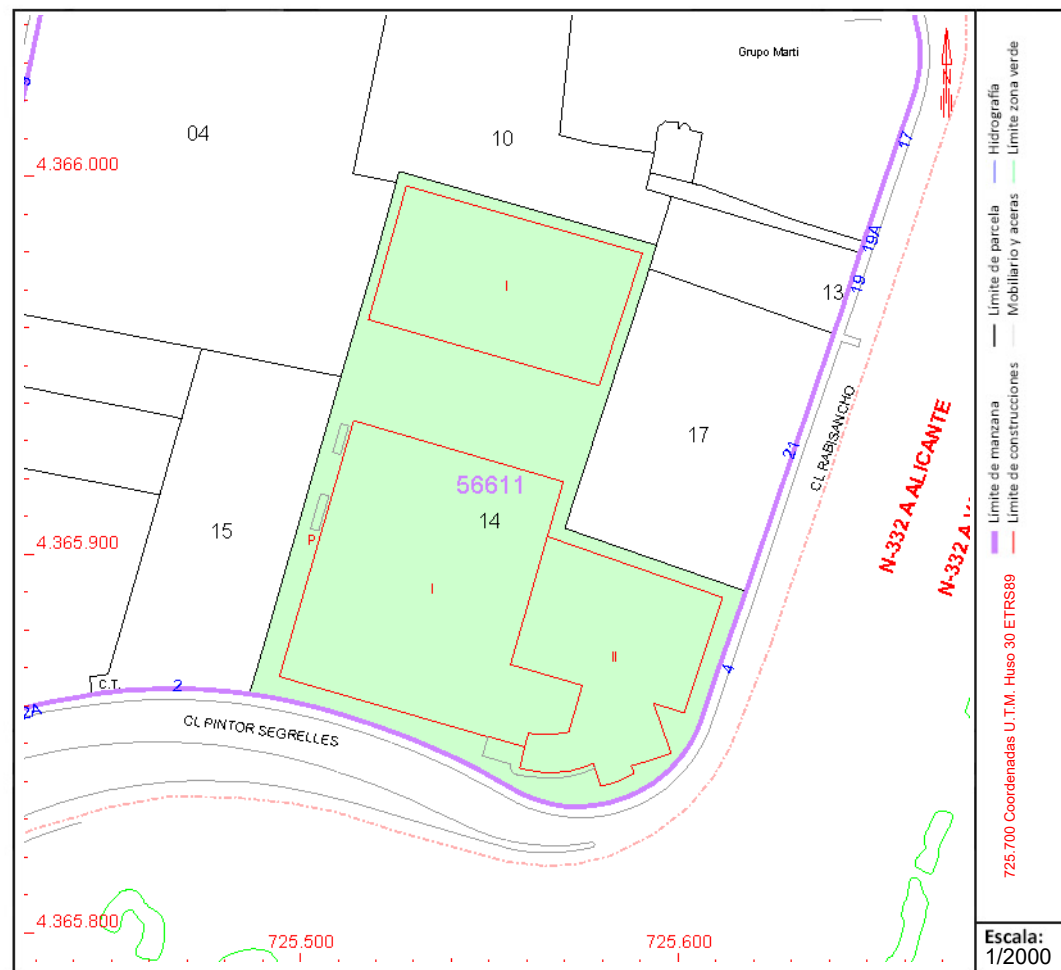 Grupo Marti
04
10
4.366.000
17
19A
19
13
I
17
21
CL RABISANCHO
N-332 A ALICANTE
N-332 A
56611
14
15
P
4.365.900
I
II
4
C.T.
2
2A
CL PINTOR SEGRELLES
4.365.800
725.500
725.600
N
Hidrografía
Límite zona verde
Límite de parcela
Mobiliario y aceras
Límite de manzana
Límite de construcciones
725.700 Coordenadas U.T.M. Huso 30 ETRS89
Escala:
1/2000